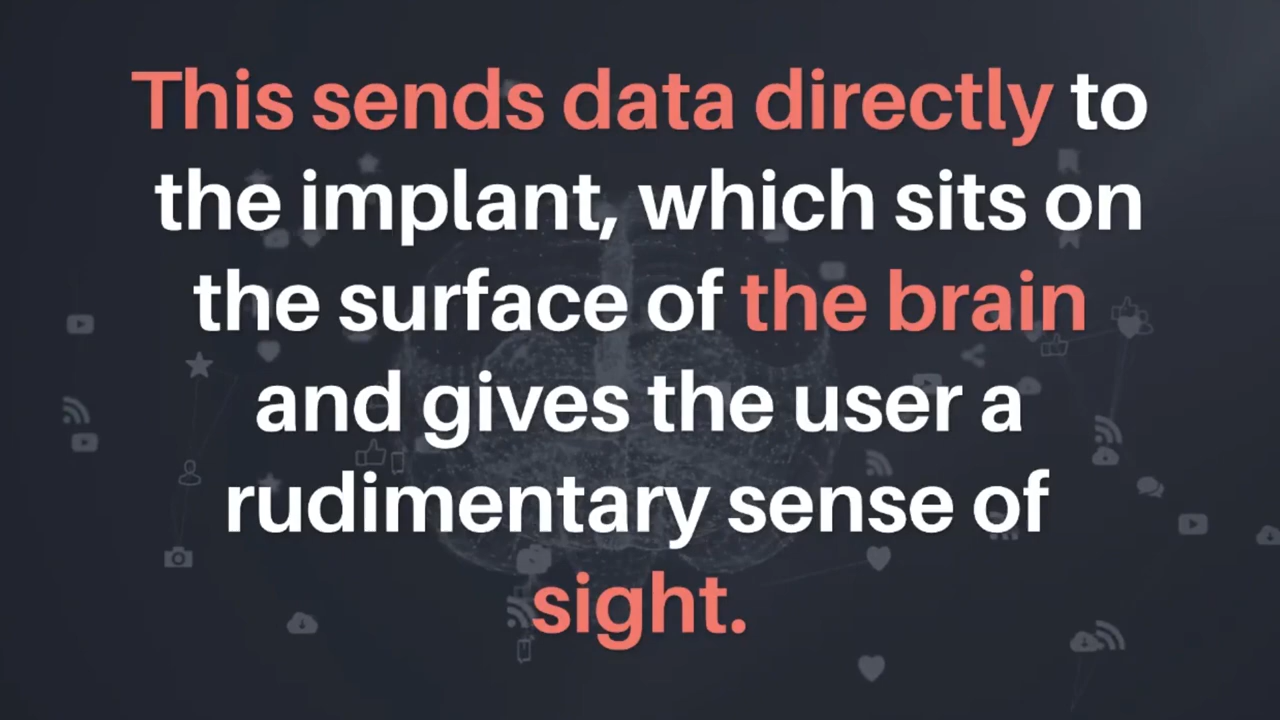 This sends data directly to
the implant, which sits on
the surface of the brain
and gives the user a
rudimentary sense of
sight.